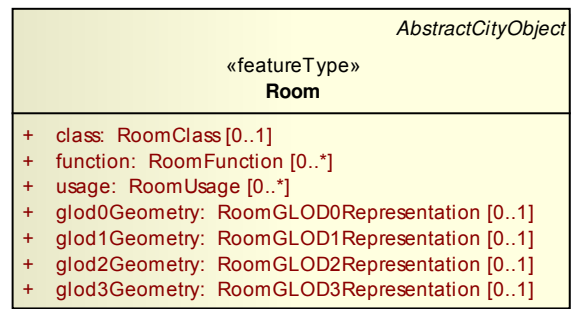 AbstractCityObject
«featureType»
Room
+ class: RoomClass [0..1]
+ function: RoomFunction [0..*]
+ usage: RoomUsage [0..*]
+ glod0Geometry: RoomGLOD0Representation [0..1]
+ glod1Geometry: RoomGLOD1Representation [0..1]
+ glod2Geometry: RoomGLOD2Representation [0..1]
+ glod3Geometry: RoomGLOD3Representation [0..1]